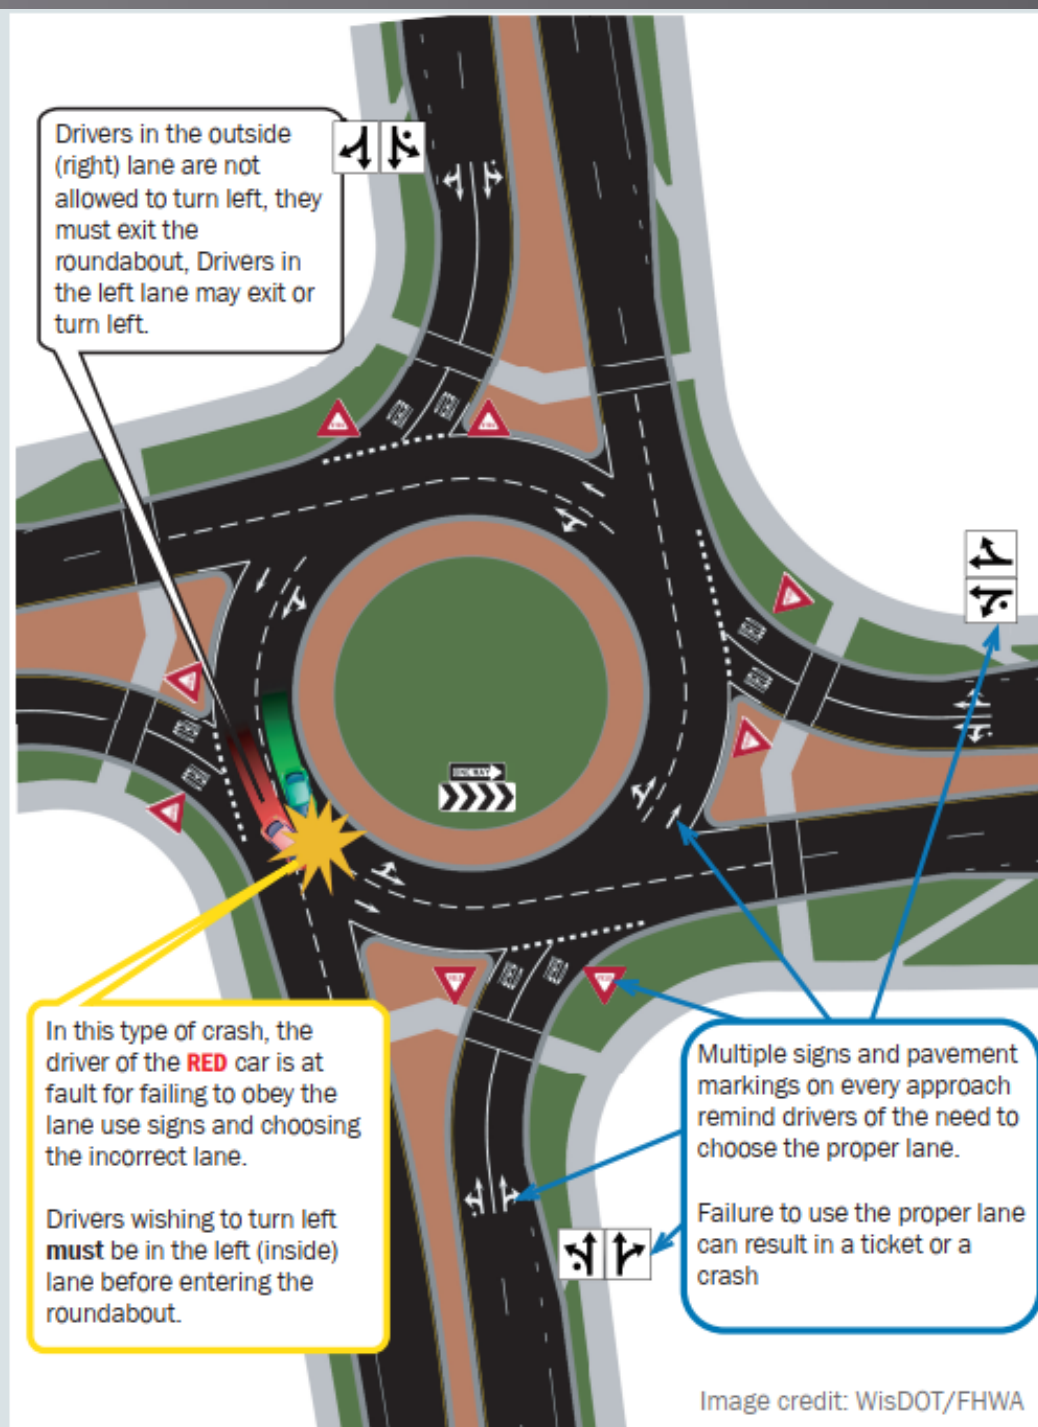 Drivers in the outside
(right) lane are not
allowed to turn left, they
must exit the
roundabout, Drivers in
the left lane may exit or
turn left.
ONE WAY
In this type of crash, the
driver of the RED car is at
fault for failing to obey the
lane use signs and choosing
the incorrect lane.
Drivers wishing to turn left
must be in the left (inside)
lane before entering the
roundabout.
Multiple signs and pavement
markings on every approach
remind drivers of the need to
choose the proper lane.
Failure to use the proper lane
can result in a ticket or a
crash
Image credit: WisDOT/FHWA